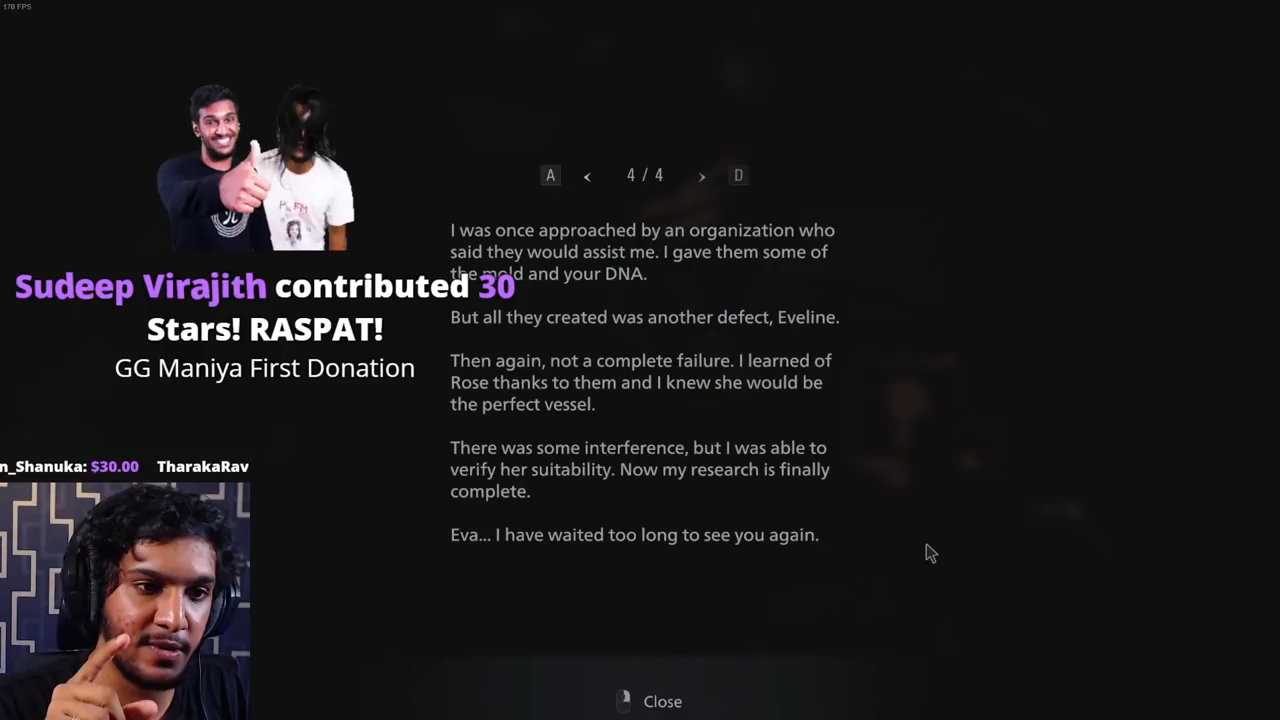 170 FPS
A < 4 / 4 > D
I was once approached by an organization who
said they would assist me. I gave them some of
the mold and your DNA.
But all they created was another defect, Eveline.
Then again, not a complete failure. I learned of
Rose thanks to them and I knew she would be
the perfect vessel.
There was some interference, but I was able to
verify her suitability. Now my research is finally
complete.
Eva... I have waited too long to see you again.
Sudeep Virajith contributed 30
Stars! RASPAT!
GG Maniya First Donation
n_Shanuka: $30.00 TharakaRav
Close